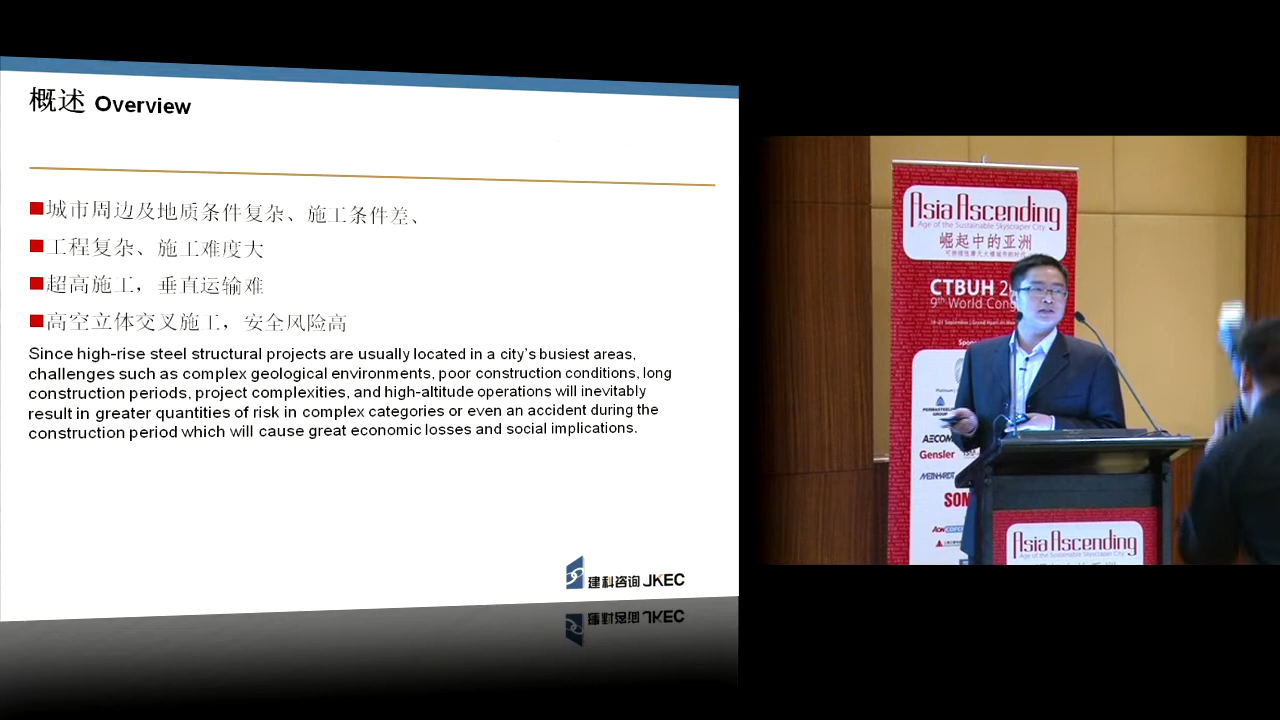 概述 Overview
■城市周边及地质条件复杂、施工条件差、
■工程复杂、施工难度大
■超高施工，垂直运输难
■高空立体交叉施工，安全风险高
Since high-rise steel structural projects are usually located in a city's busiest areas,
challenges such as complex geological environments, poor construction conditions, long
construction periods, project complexities, and high-altitude operations will inevitably
result in greater quantities of risk in complex categories or even an accident during the
construction period which will cause great economic losses and social implications.
建科咨询 JKEC
Asia Ascending
Age of the Sustainable Skyscraper City
崛起中的亚洲
CTBUH
9th World Cong
AECOM
Gensler
MEINHARDT
SOM
Asia Ascending
Age of the Sustainable Skyscraper City